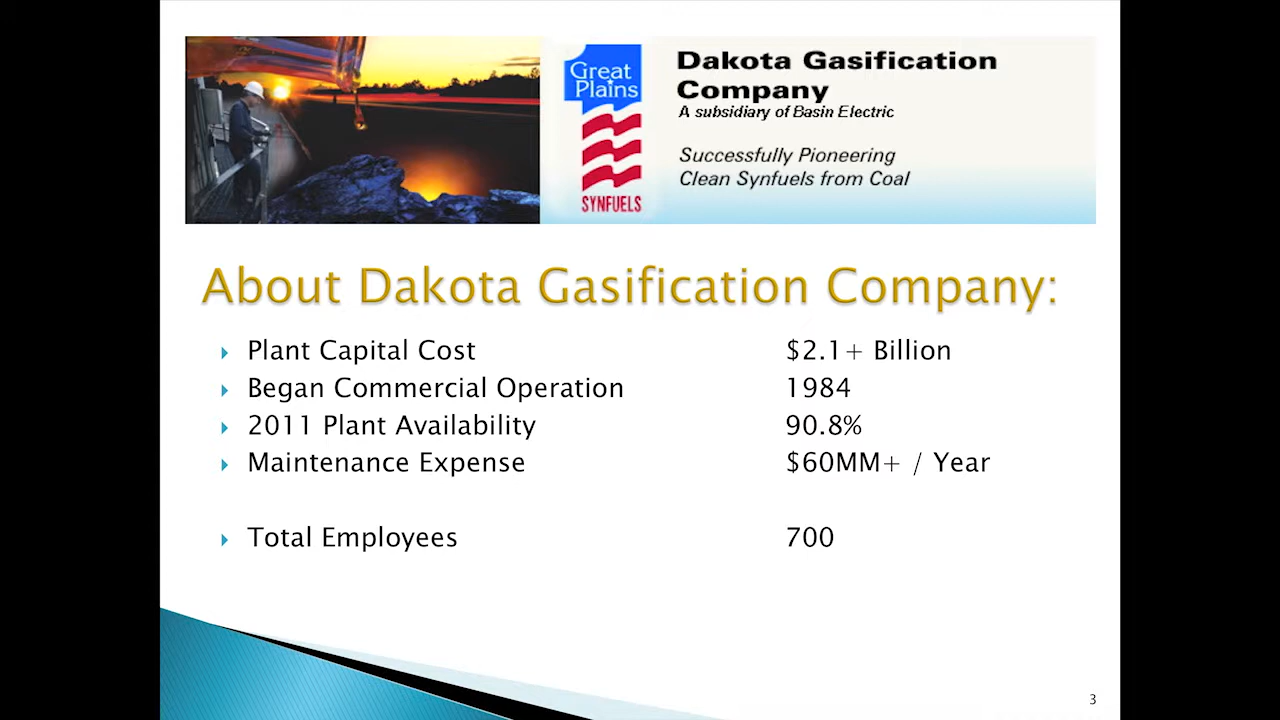 Great
Plains
SYNFUELS
Dakota Gasification
Company
A subsidiary of Basin Electric
Successfully Pioneering
Clean Synfuels from Coal
About Dakota Gasification Company:
Plant Capital Cost $2.1+ Billion
Began Commercial Operation 1984
2011 Plant Availability 90.8%
Maintenance Expense $60MM+ / Year
Total Employees 700
3